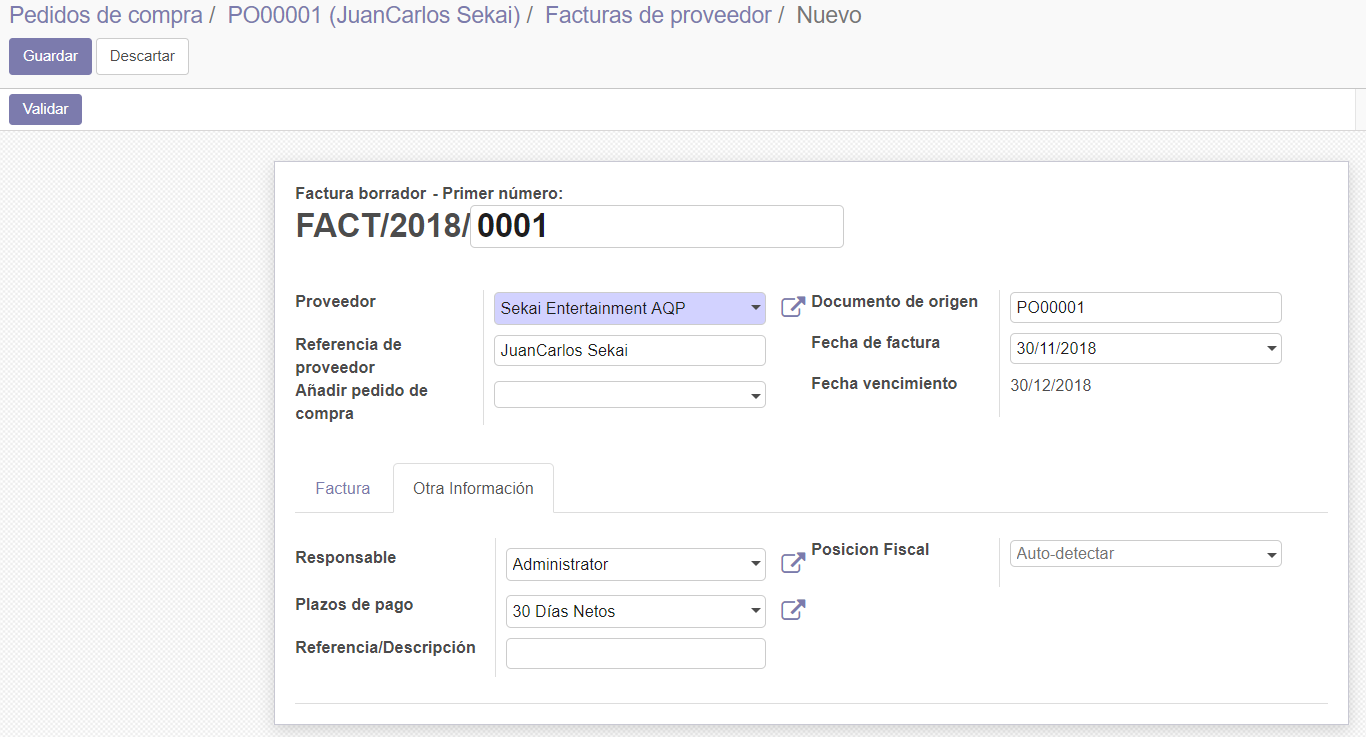 Pedidos de compra / PO00001 (JuanCarlos Sekai) / Facturas de proveedor / Nuevo
Guardar Descartar
Validar
Factura borrador - Primer número:
FACT/2018/ 0001
Proveedor Sekai Entertainment AQP Documento de origen PO00001
Referencia de proveedor JuanCarlos Sekai Fecha de factura 30/11/2018
Añadir pedido de compra Fecha vencimiento 30/12/2018
Factura Otra Información
Responsable Administrator Posicion Fiscal Auto-detectar
Plazos de pago 30 Días Netos
Referencia/Descripción